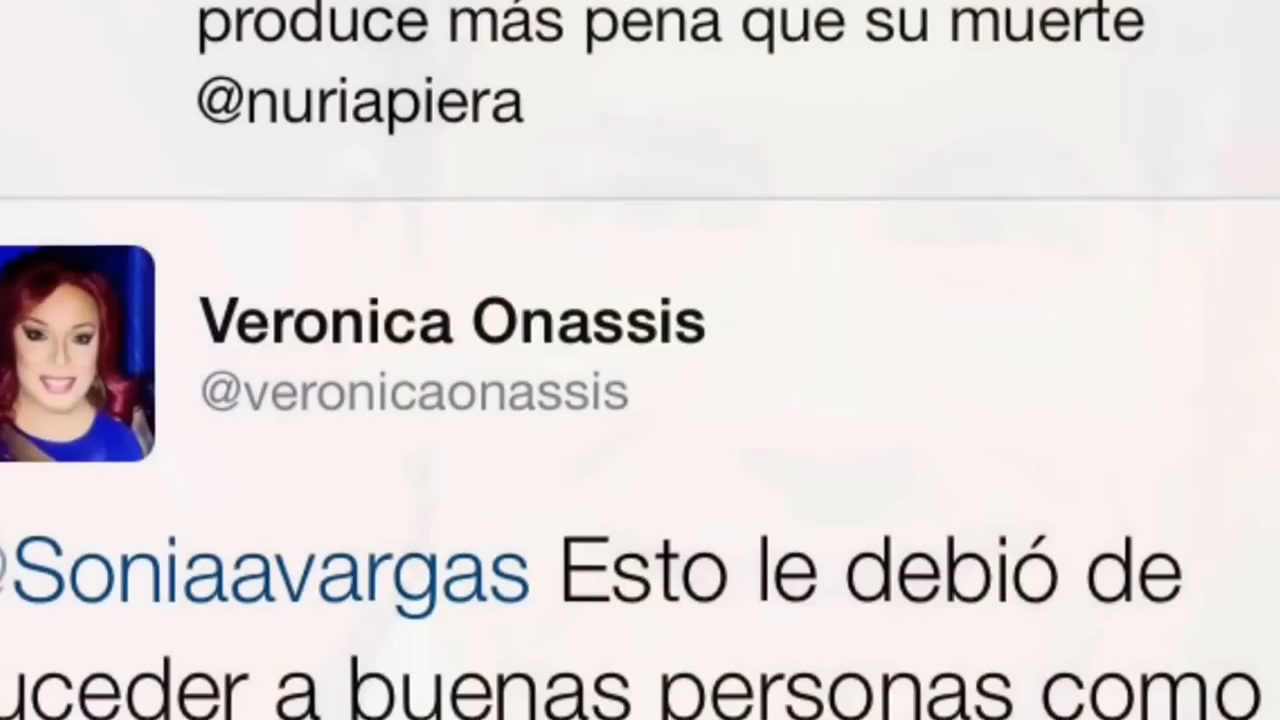 produce más pena que su muerte
@nuriapiera
Veronica Onassis
@veronicaonassis
@Soniaavargas Esto le debió de
uceder a buenas personas como